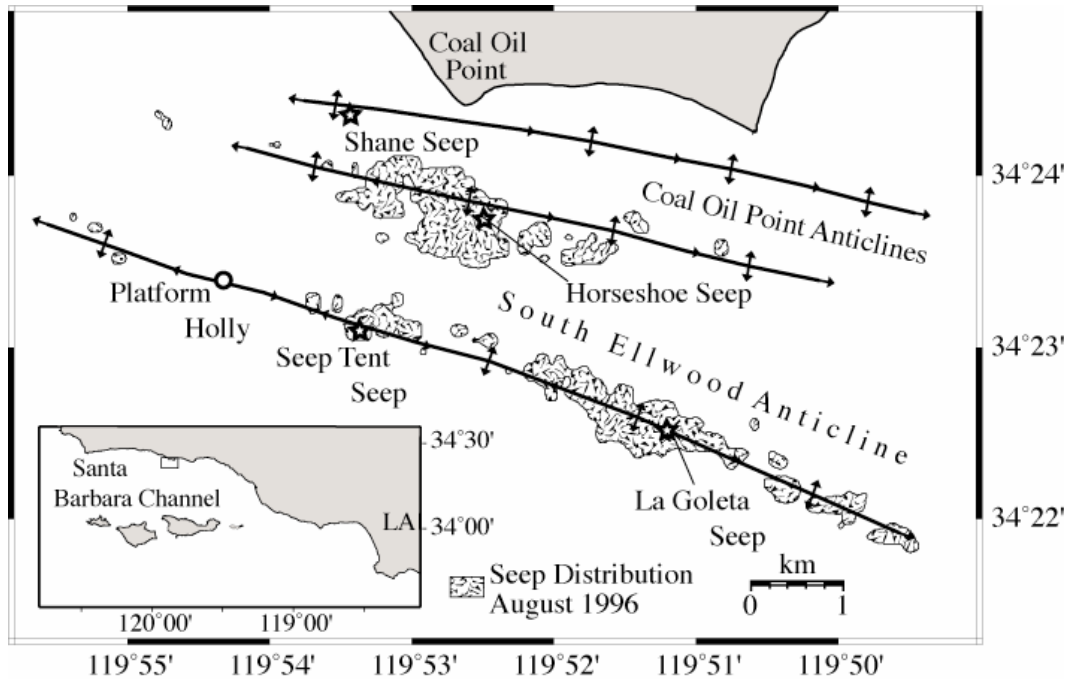 Coal Oil
Point
Shane Seep
34°24'
Coal Oil Point Anticlines
Horseshoe Seep
Platform
Holly
South Ellwood Anticline
34°23'
Seep Tent
Seep
34°30'
Santa
Barbara Channel
LA
34°00'
La Goleta
Seep
34°22'
km
Seep Distribution
August 1996
0 1
120°00' 119°00'
119°55' 119°54' 119°53' 119°52' 119°51' 119°50'